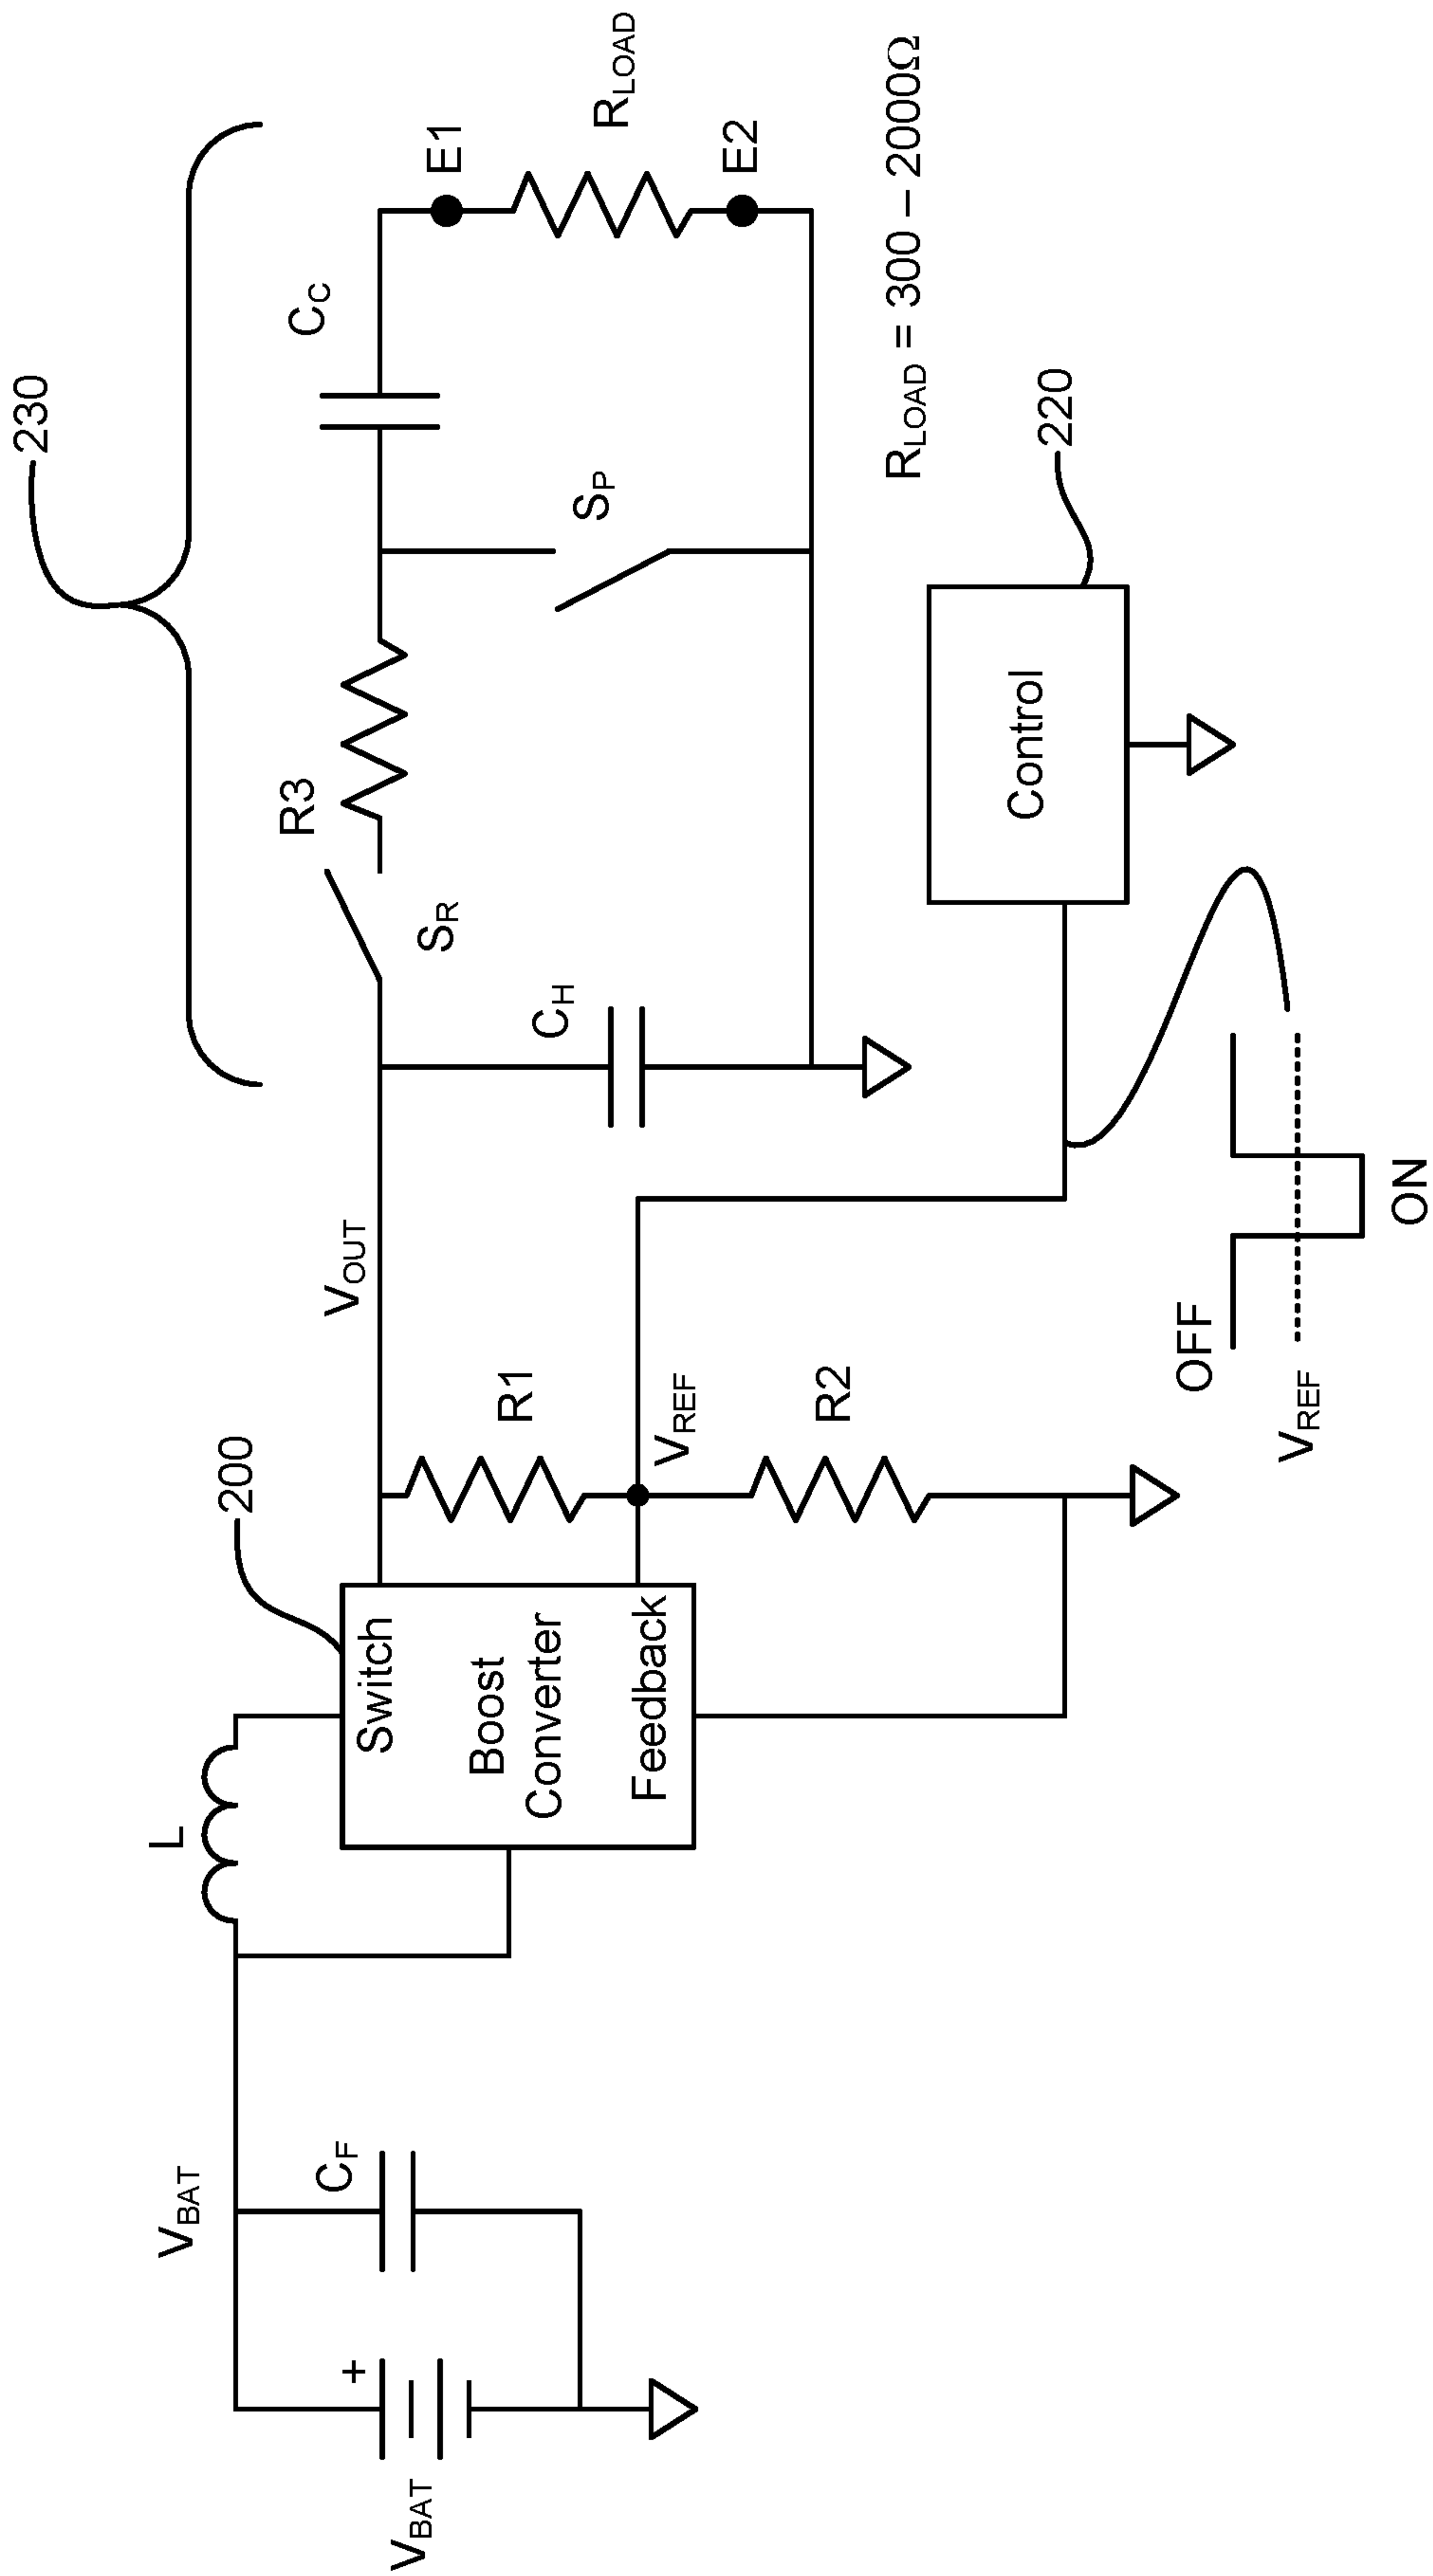 230
200
L
V_BAT
V_BAT
+
C_F
Switch
Boost
Converter
Feedback
V_OUT
R1
V_REF
R2
C_H
S_R
R3
S_P
C_C
E1
R_LOAD
E2
R_LOAD = 300 – 2000Ω
Control
220
OFF
V_REF
ON